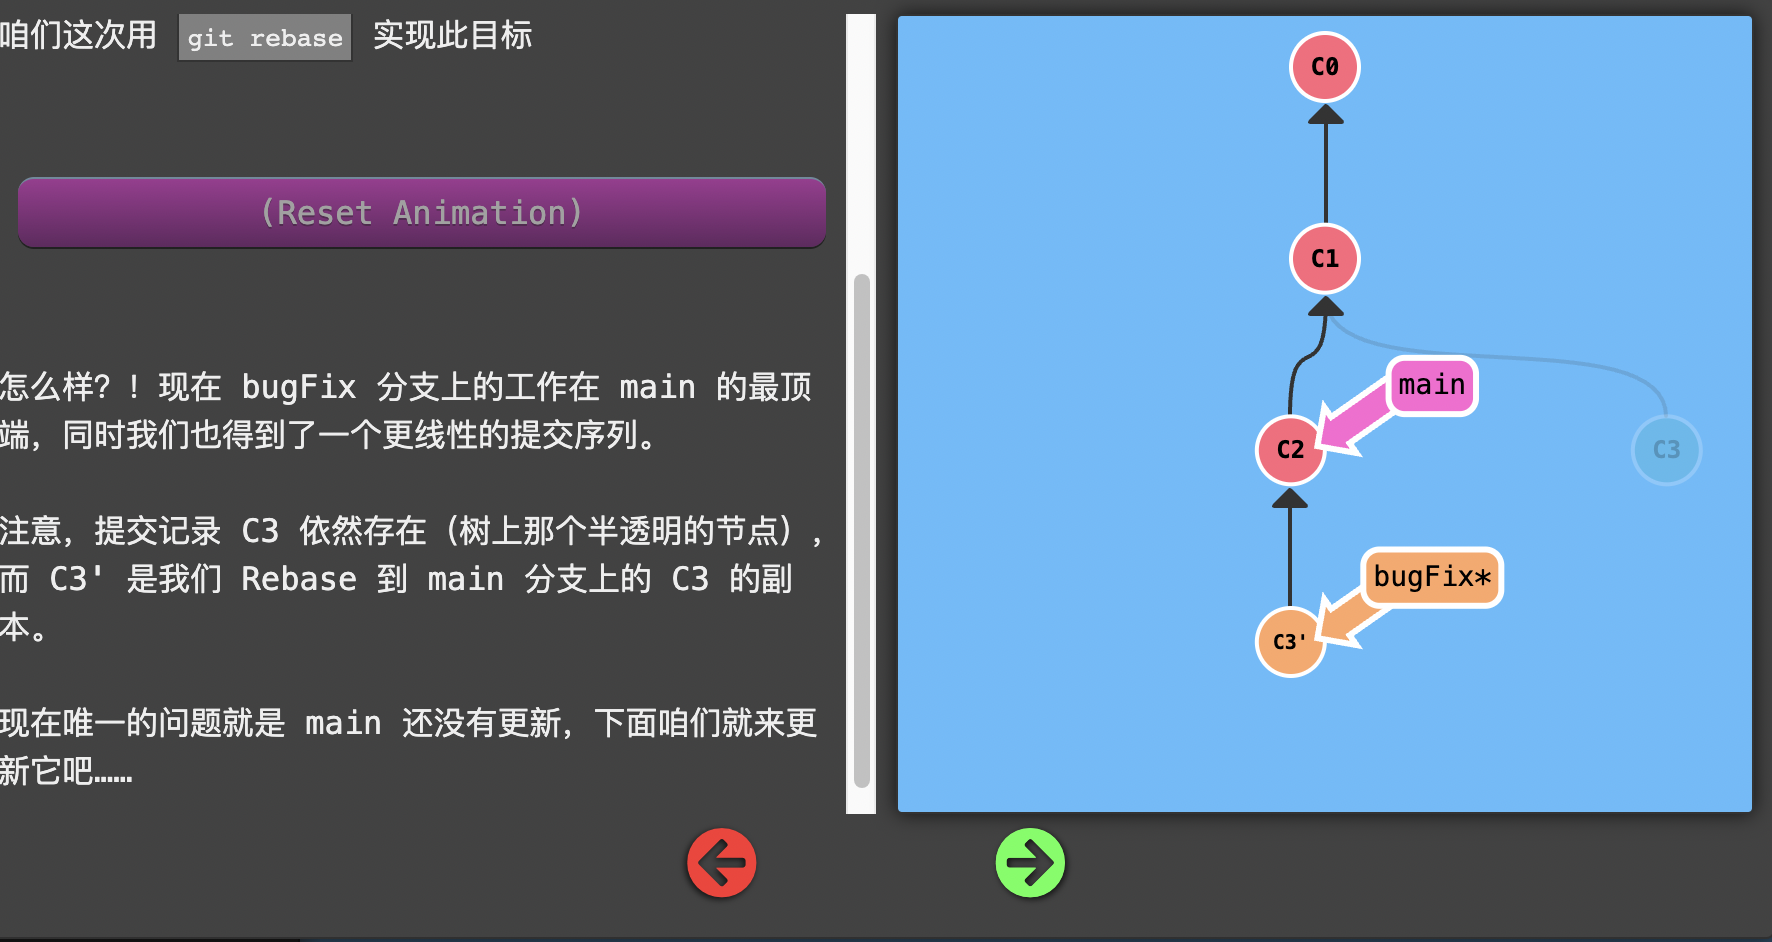 咱们这次用 git rebase 实现此目标
(Reset Animation)
怎么样？！现在 bugFix 分支上的工作在 main 的最顶
端，同时我们也得到了一个更线性的提交序列。
注意，提交记录 C3 依然存在（树上那个半透明的节点），
而 C3' 是我们 Rebase 到 main 分支上的 C3 的副
本。
现在唯一的问题就是 main 还没有更新，下面咱们就来更
新它吧……
C0
C1
main
C2
C3
bugFix*
C3'